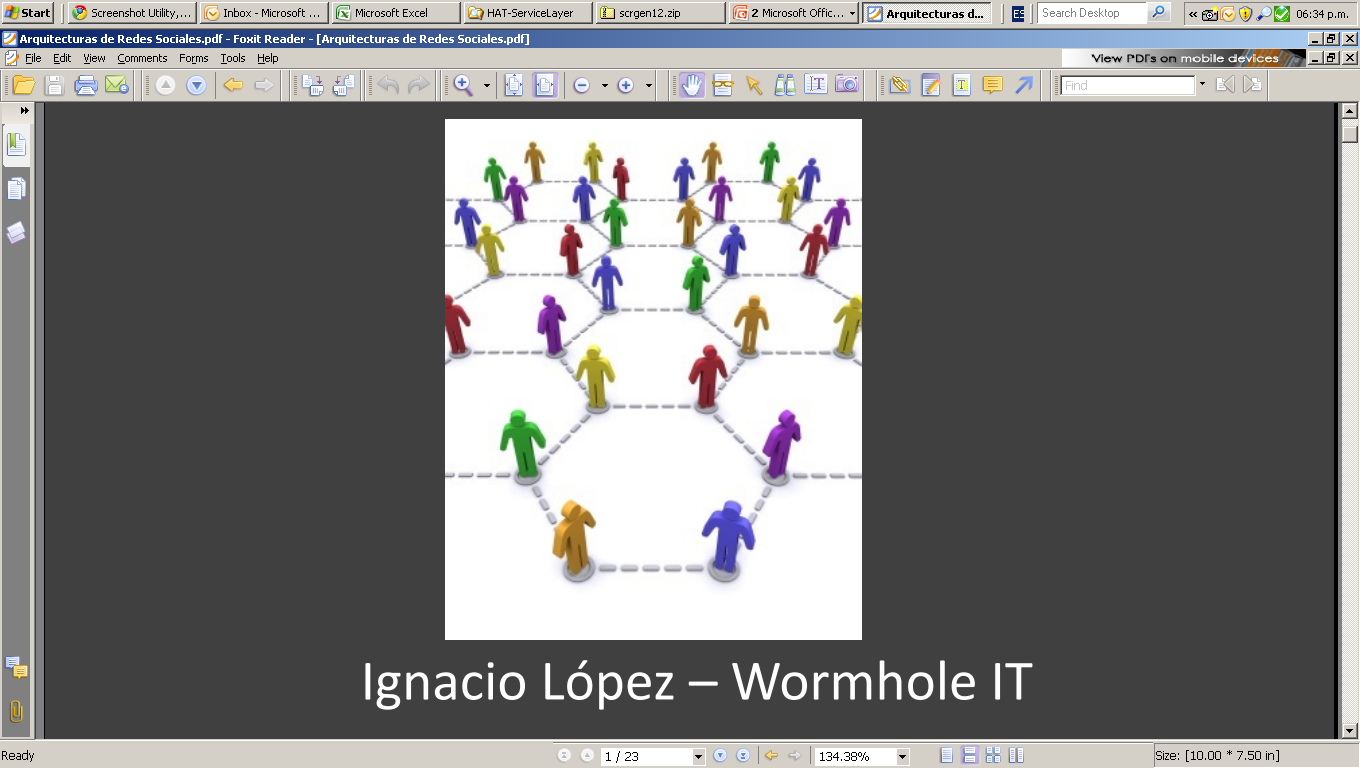 Start Screenshot Utility,... Inbox - Microsoft ... Microsoft Excel HAT-ServiceLayer scrgen12.zip 2 Microsoft Offic... Arquitecturas d... ES Search Desktop « 06:34 p.m.
Arquitecturas de Redes Sociales.pdf - Foxit Reader - [Arquitecturas de Redes Sociales.pdf]
File Edit View Comments Forms Tools Help View PDFs on mobile devices
Find
Ignacio López – Wormhole IT
Ready 1 / 23 134.38% Size: [10.00 * 7.50 in]